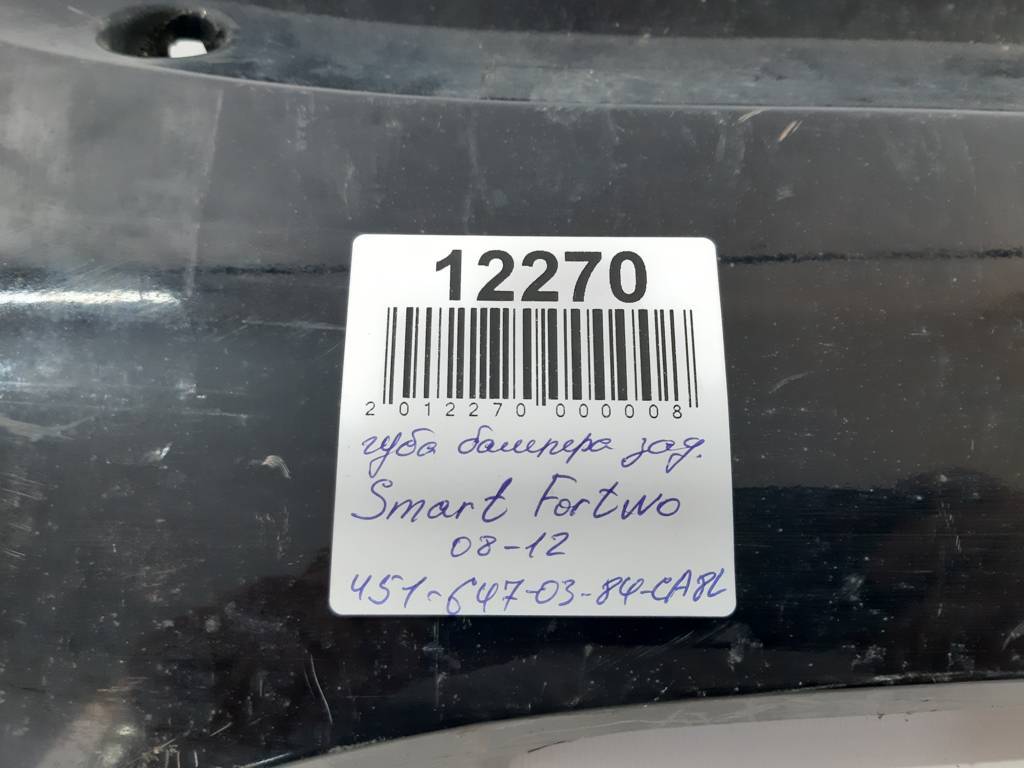 12270
2 012270 000008
губа бампера зад.
Smart Fortwo
08-12
451-647-03-84-CA8L